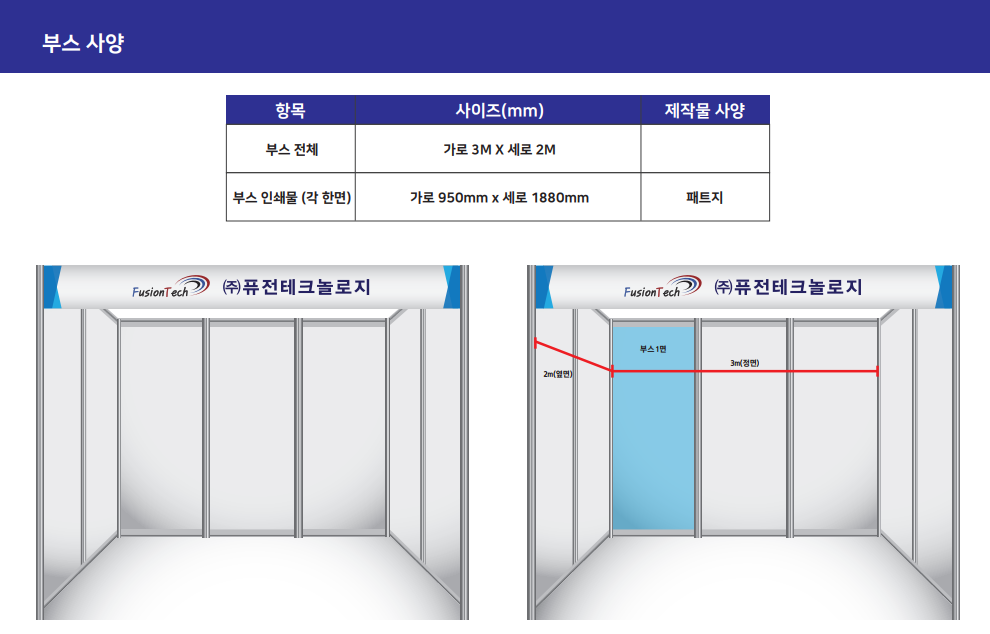 부스 사양
항목 사이즈(mm) 제작물 사양
부스 전체 가로 3M X 세로 2M
부스 인쇄물 (각 한면) 가로 950mm x 세로 1880mm 패트지
FusionTech (주)퓨전테크놀로지
FusionTech (주)퓨전테크놀로지
부스1면
3m(정면)
2m(옆면)